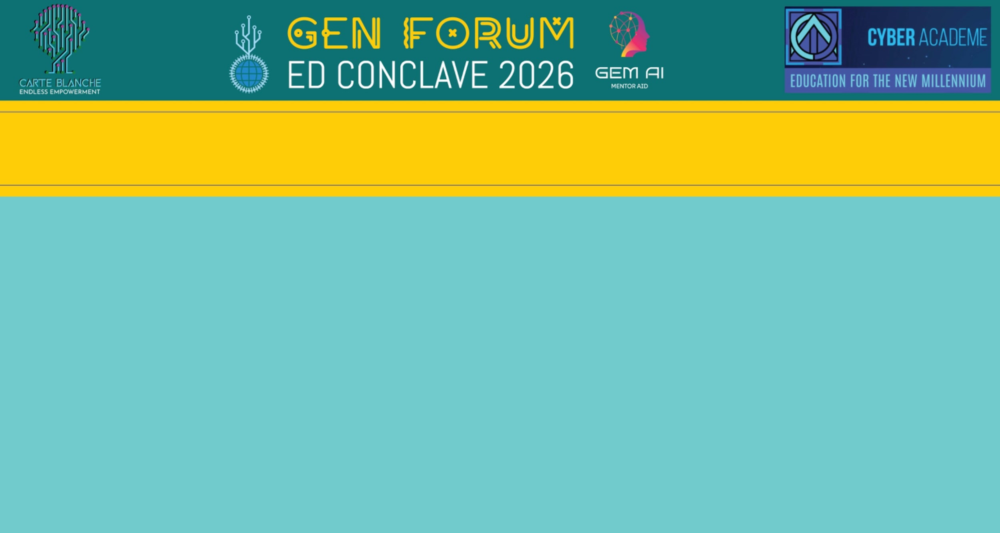 CARTE BLANCHE
ENDLESS EMPOWERMENT
GEN FORUM
ED CONCLAVE 2026
GEM AI
MENTOR AID
CYBER ACADEME
EDUCATION FOR THE NEW MILLENNIUM